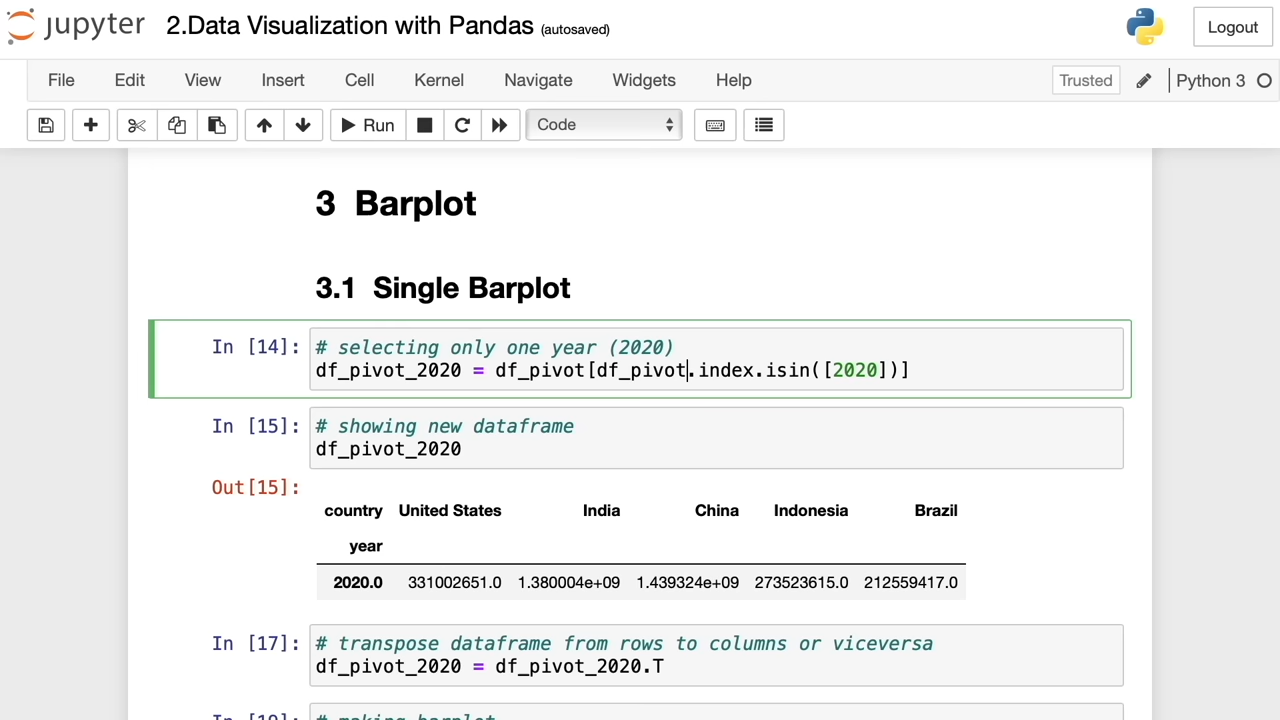 jupyter 2.Data Visualization with Pandas (autosaved) Logout
File Edit View Insert Cell Kernel Navigate Widgets Help Trusted Python 3
Run Code
3 Barplot
3.1 Single Barplot
In [14]: # selecting only one year (2020)
df_pivot_2020 = df_pivot[df_pivot.index.isin([2020])]
In [15]: # showing new dataframe
df_pivot_2020
Out[15]:
country United States India China Indonesia Brazil
year
2020.0 331002651.0 1.380004e+09 1.439324e+09 273523615.0 212559417.0
In [17]: # transpose dataframe from rows to columns or viceversa
df_pivot_2020 = df_pivot_2020.T
# making barplot